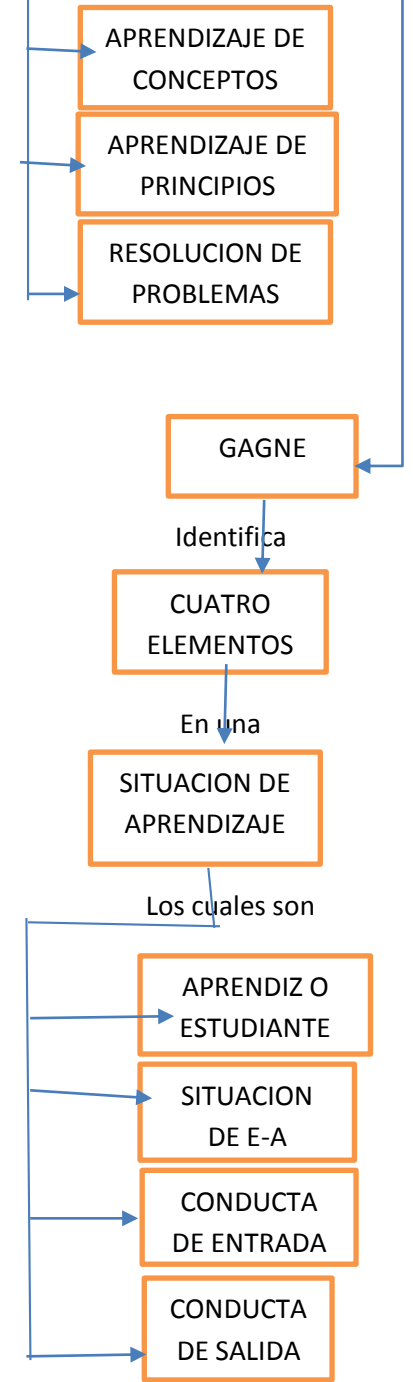 APRENDIZAJE DE
CONCEPTOS
APRENDIZAJE DE
PRINCIPIOS
RESOLUCION DE
PROBLEMAS
GAGNE
Identifica
CUATRO
ELEMENTOS
En una
SITUACION DE
APRENDIZAJE
Los cuales son
APRENDIZ O
ESTUDIANTE
SITUACION
DE E-A
CONDUCTA
DE ENTRADA
CONDUCTA
DE SALIDA